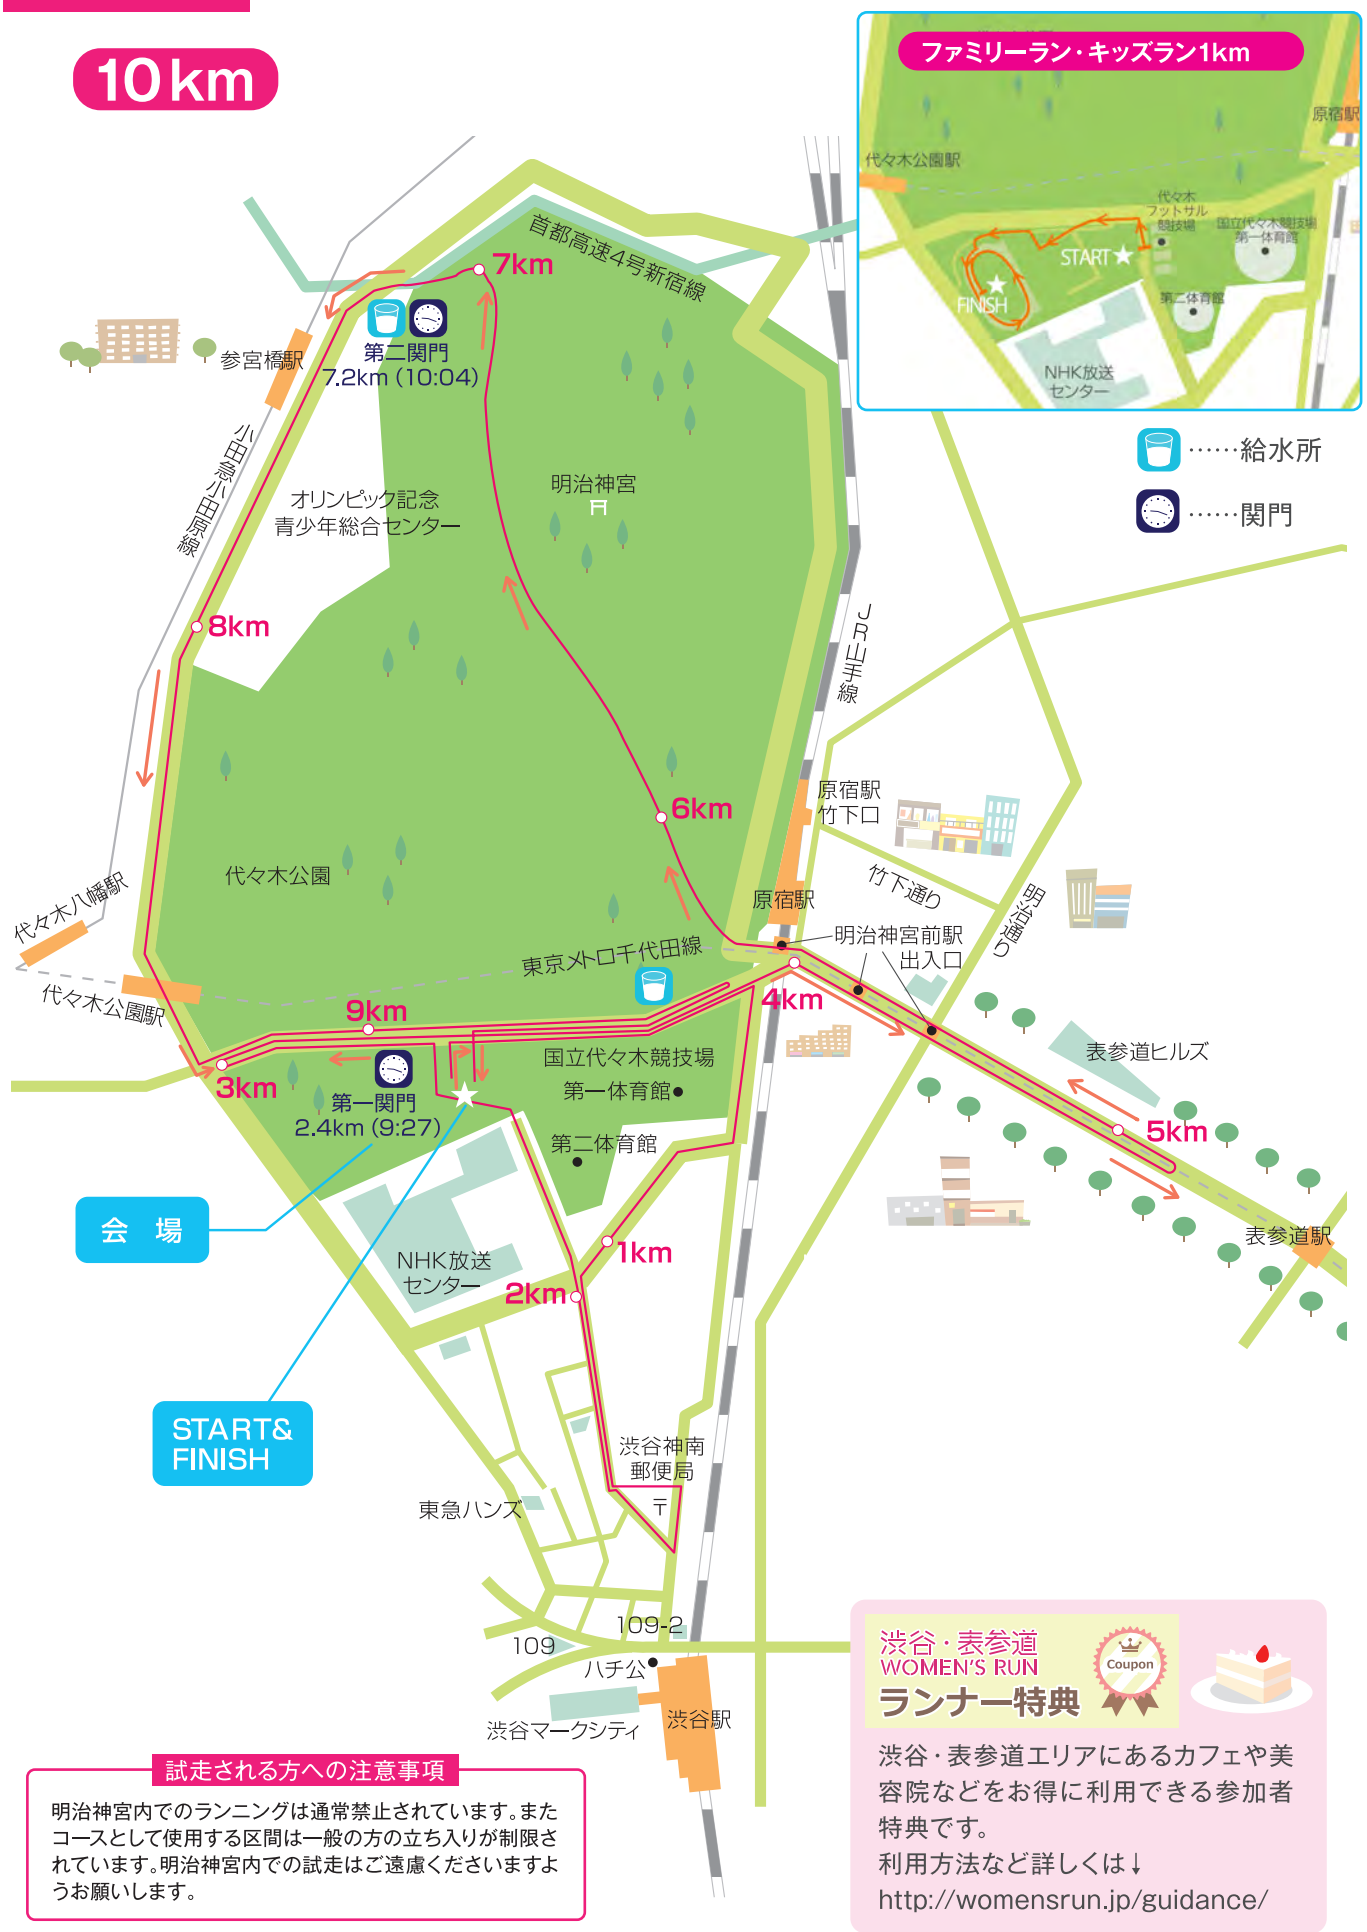 10km
ファミリーラン・キッズラン1km
原宿駅
代々木公園駅
代々木
フットサル
競技場
国立代々木競技場
第一体育館
START
FINISH
第二体育館
NHK放送
センター
……給水所
……関門
首都高速4号新宿線
7km
第二関門
7.2km (10:04)
参宮橋駅
小田急小田原線
オリンピック記念
青少年総合センター
明治神宮
8km
JR山手線
6km
原宿駅
竹下口
代々木公園
竹下通り
明治通り
原宿駅
代々木八幡駅
明治神宮前駅
出入口
東京メトロ千代田線
代々木公園駅
4km
9km
表参道ヒルズ
国立代々木競技場
第一体育館
3km
第一関門
2.4km (9:27)
5km
第二体育館
会 場
表参道駅
NHK放送
センター
1km
2km
START&
FINISH
渋谷神南
郵便局
〒
東急ハンズ
109-2
109
ハチ公
渋谷マークシティ
渋谷駅
渋谷・表参道
WOMEN'S RUN
ランナー特典
Coupon
渋谷・表参道エリアにあるカフェや美
容院などをお得に利用できる参加者
特典です。
利用方法など詳しくは↓
http://womensrun.jp/guidance/
試走される方への注意事項
明治神宮内でのランニングは通常禁止されています。また
コースとして使用する区間は一般の方の立ち入りが制限さ
れています。明治神宮内での試走はご遠慮くださいますよ
うお願いします。